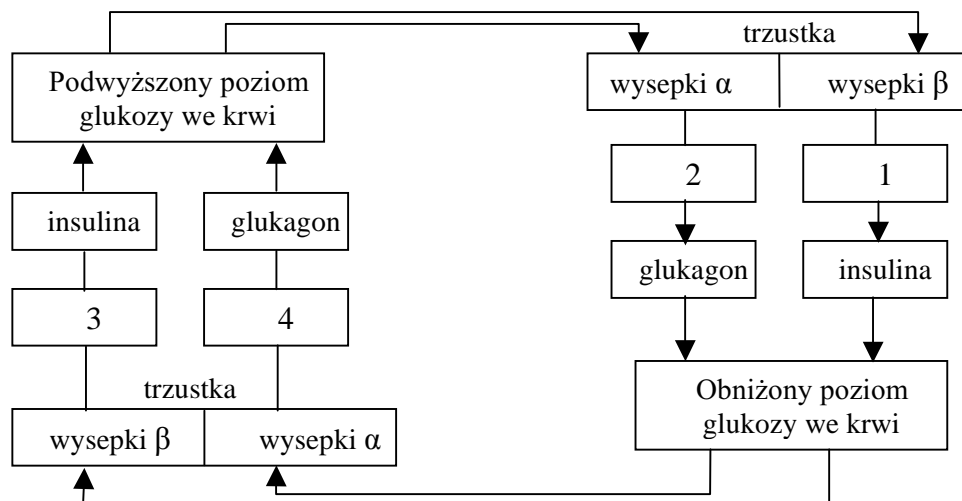 trzustka
Podwyższony poziom
glukozy we krwi
wysepki α
wysepki β
2
1
insulina
glukagon
glukagon
insulina
3
4
trzustka
Obniżony poziom
glukozy we krwi
wysepki β
wysepki α